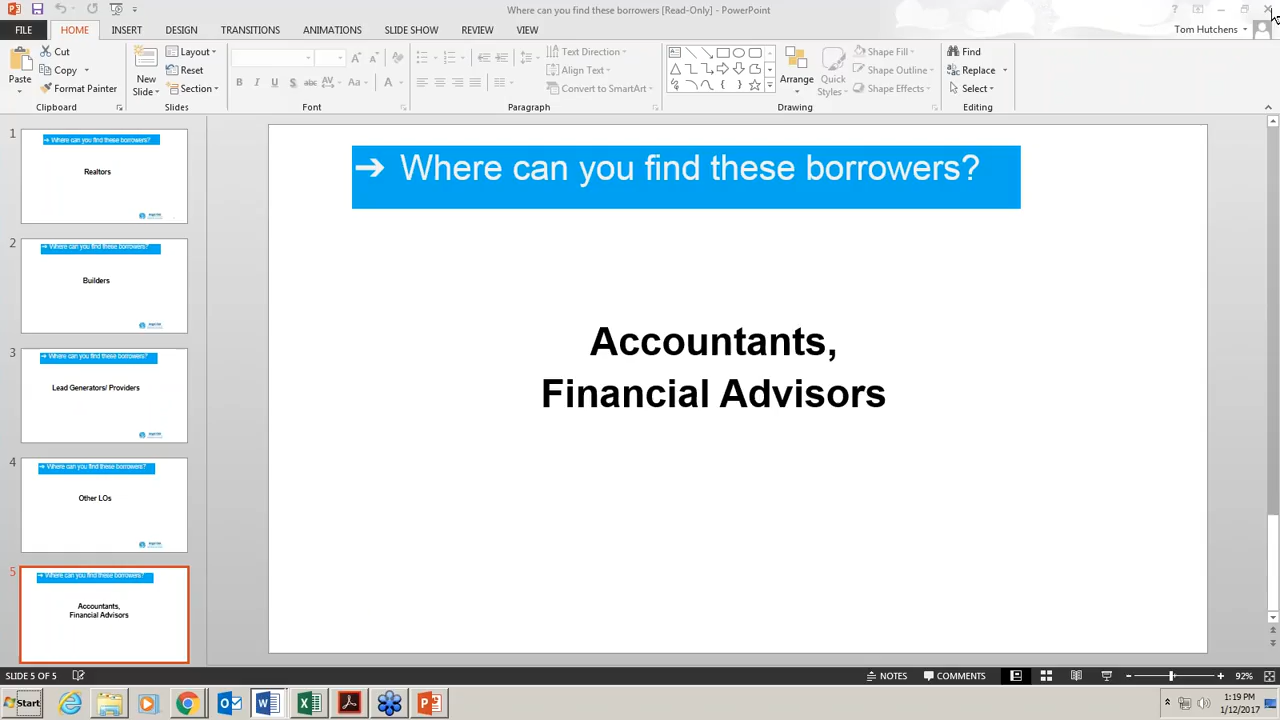 Where can you find these borrowers [Read-Only] - PowerPoint
?
FILE HOME INSERT DESIGN TRANSITIONS ANIMATIONS SLIDE SHOW REVIEW VIEW
Tom Hutchens
Paste
Cut
Copy
Format Painter
Clipboard
New
Slide
Layout
Reset
Section
Slides
B I U S abc AV Aa A
Font
Text Direction
Align Text
Convert to SmartArt
Paragraph
Arrange
Quick
Styles
Shape Fill
Shape Outline
Shape Effects
Drawing
Find
Replace
Select
Editing
1
➔ Where can you find these borrowers?
Realtors
2
➔ Where can you find these borrowers?
Builders
3
➔ Where can you find these borrowers?
Lead Generators/ Providers
4
➔ Where can you find these borrowers?
Other LOs
5
➔ Where can you find these borrowers?
Accountants,
Financial Advisors
➔ Where can you find these borrowers?
Accountants,
Financial Advisors
SLIDE 5 OF 5
NOTES
COMMENTS
92%
Start
1:19 PM
1/12/2017